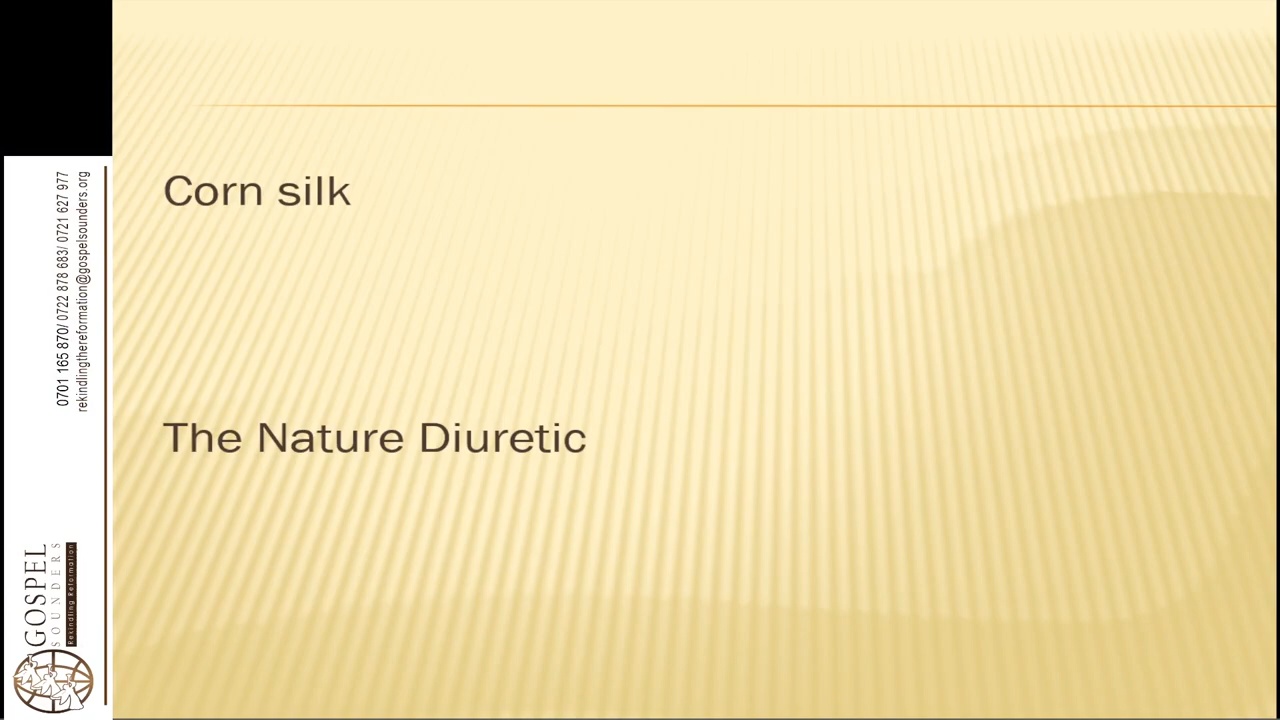 Corn silk
The Nature Diuretic
0701 165 870/ 0722 878 683/ 0721 627 977
rekindlingthereformation@gospelsounders.org
GOSPEL
SOUNDERS
Rekindling Reformation